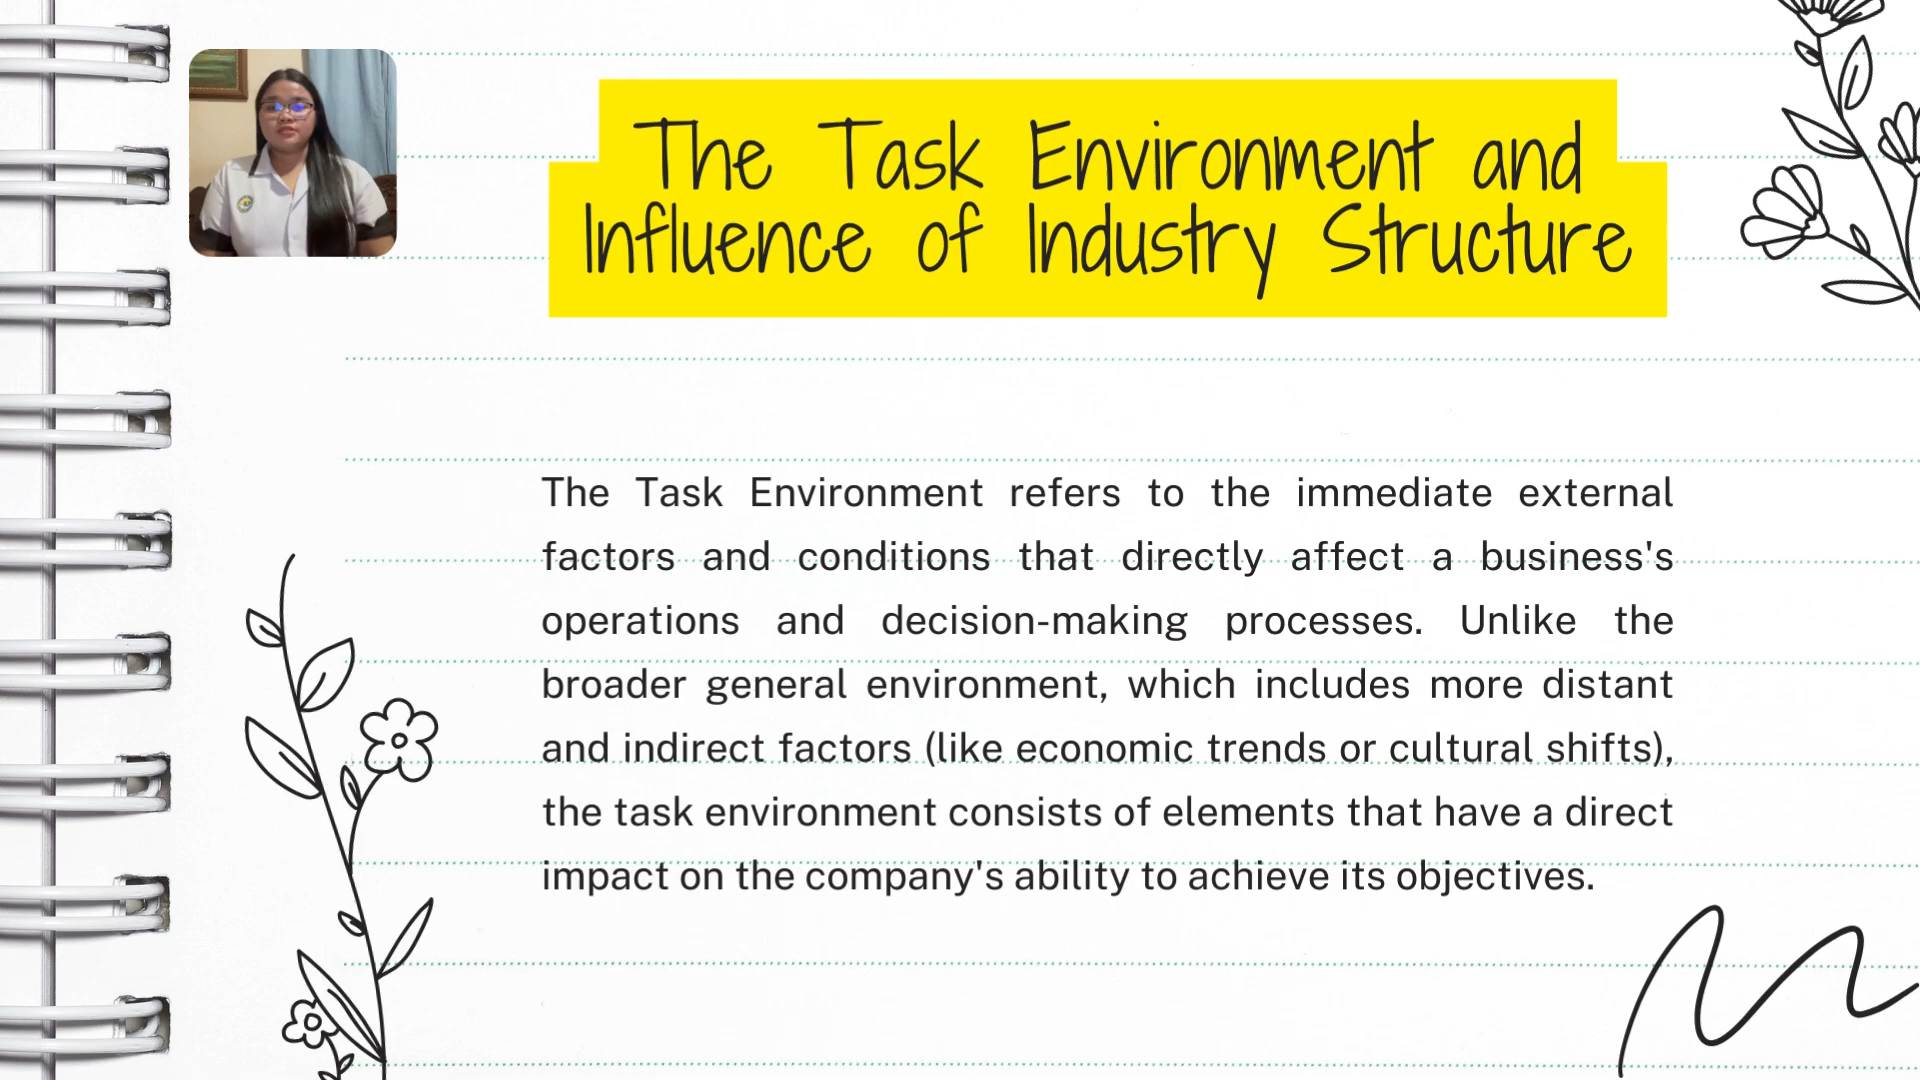 The Task Environment and
Influence of Industry Structure
The Task Environment refers to the immediate external
factors and conditions that directly affect a business's
operations and decision-making processes. Unlike the
broader general environment, which includes more distant
and indirect factors (like economic trends or cultural shifts),
the task environment consists of elements that have a direct
impact on the company's ability to achieve its objectives.